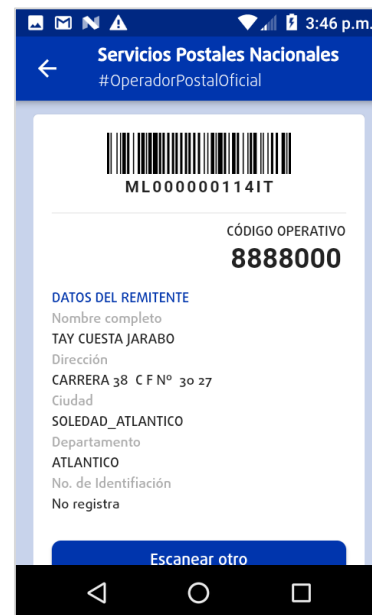 3:46 p.m.
Servicios Postales Nacionales
#OperadorPostalOficial
ML000000114IT
CÓDIGO OPERATIVO
8888000
DATOS DEL REMITENTE
Nombre completo
TAY CUESTA JARABO
Dirección
CARRERA 38 C F Nº 30 27
Ciudad
SOLEDAD_ATLANTICO
Departamento
ATLANTICO
No. de Identifiación
No registra
Escanear otro